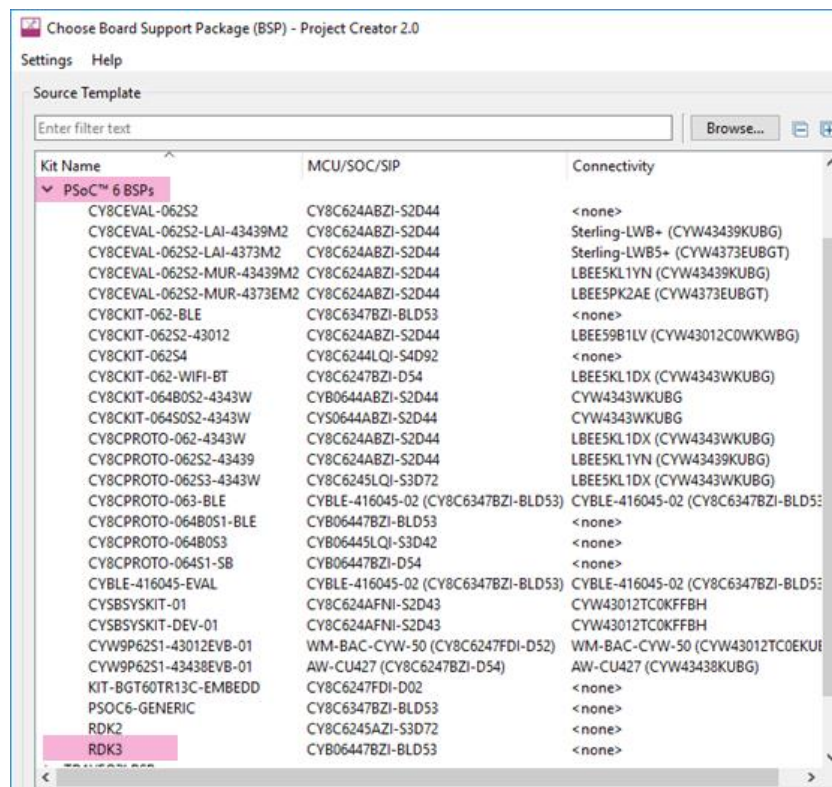 Choose Board Support Package (BSP) - Project Creator 2.0
Settings Help
Source Template
Enter filter text Browse...
Kit Name MCU/SOC/SIP Connectivity
PSoC™ 6 BSPs
CY8CEVAL-062S2 CY8C624ABZI-S2D44 <none>
CY8CEVAL-062S2-LAI-43439M2 CY8C624ABZI-S2D44 Sterling-LWB+ (CYW43439KUBG)
CY8CEVAL-062S2-LAI-4373M2 CY8C624ABZI-S2D44 Sterling-LWB5+ (CYW4373EUBGT)
CY8CEVAL-062S2-MUR-43439M2 CY8C624ABZI-S2D44 LBEE5KL1YN (CYW43439KUBG)
CY8CEVAL-062S2-MUR-4373EM2 CY8C624ABZI-S2D44 LBEE5PK2AE (CYW4373EUBGT)
CY8CKIT-062-BLE CY8C6347BZI-BLD53 <none>
CY8CKIT-062S2-43012 CY8C624ABZI-S2D44 LBEE59B1LV (CYW43012C0WKWBG)
CY8CKIT-062S4 CY8C6244LQI-S4D92 <none>
CY8CKIT-062-WIFI-BT CY8C6247BZI-D54 LBEE5KL1DX (CYW4343WKUBG)
CY8CKIT-064B0S2-4343W CYB0644ABZI-S2D44 CYW4343WKUBG
CY8CKIT-064S0S2-4343W CYS0644ABZI-S2D44 CYW4343WKUBG
CY8CPROTO-062-4343W CY8C624ABZI-S2D44 LBEE5KL1DX (CYW4343WKUBG)
CY8CPROTO-062S2-43439 CY8C624ABZI-S2D44 LBEE5KL1YN (CYW43439KUBG)
CY8CPROTO-062S3-4343W CY8C6245LQI-S3D72 LBEE5KL1DX (CYW4343WKUBG)
CY8CPROTO-063-BLE CYBLE-416045-02 (CY8C6347BZI-BLD53) CYBLE-416045-02 (CY8C6347BZI-BLD53
CY8CPROTO-064B0S1-BLE CYB06447BZI-BLD53 <none>
CY8CPROTO-064B0S3 CYB06445LQI-S3D42 <none>
CY8CPROTO-064S1-SB CYB06447BZI-D54 <none>
CYBLE-416045-EVAL CYBLE-416045-02 (CY8C6347BZI-BLD53) CYBLE-416045-02 (CY8C6347BZI-BLD53
CYSBSYSKIT-01 CY8C624AFNI-S2D43 CYW43012TC0KFFBH
CYSBSYSKIT-DEV-01 CY8C624AFNI-S2D43 CYW43012TC0KFFBH
CYW9P62S1-43012EVB-01 WM-BAC-CYW-50 (CY8C6247FDI-D52) WM-BAC-CYW-50 (CYW43012TC0EKUE
CYW9P62S1-43438EVB-01 AW-CU427 (CY8C6247BZI-D54) AW-CU427 (CYW43438KUBG)
KIT-BGT60TR13C-EMBEDD CY8C6247FDI-D02 <none>
PSOC6-GENERIC CY8C6347BZI-BLD53 <none>
RDK2 CY8C6245AZI-S3D72 <none>
RDK3 CYB06447BZI-BLD53 <none>